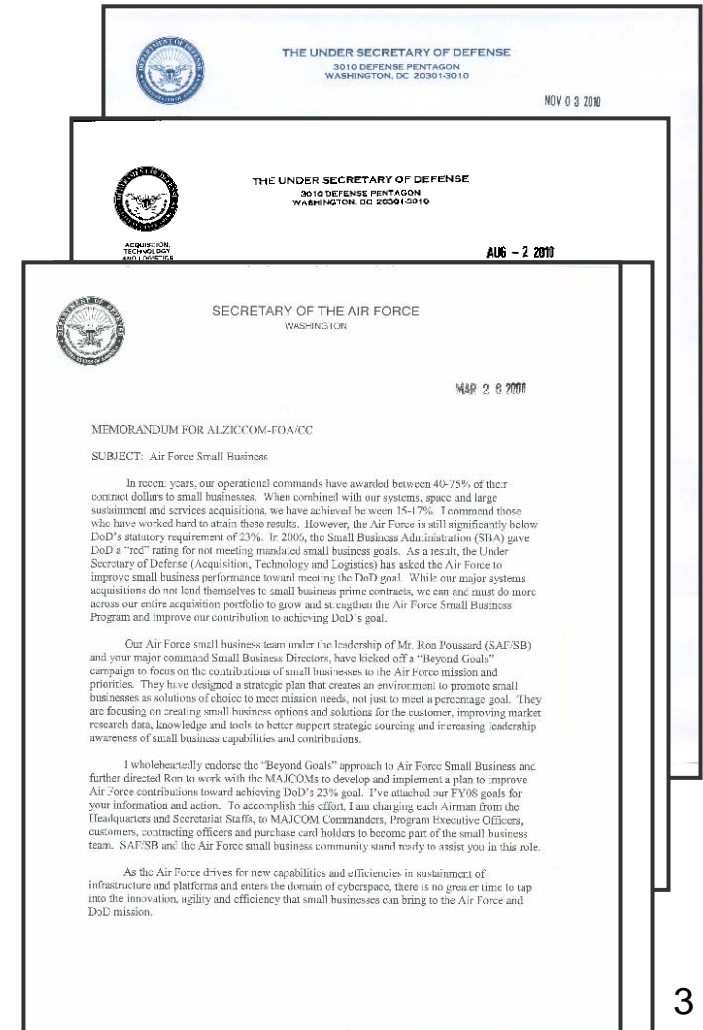 THE UNDER SECRETARY OF DEFENSE
3010 DEFENSE PENTAGON
WASHINGTON, DC 20301-3010
NOV 03 2010
THE UNDER SECRETARY OF DEFENSE
3010 DEFENSE PENTAGON
WASHINGTON, DC 20301-3010
ACQUISITION,
TECHNOLOGY
AND LOGISTICS
AUG - 2 2010
SECRETARY OF THE AIR FORCE
WASHINGTON
MAR 28
MEMORANDUM FOR ALZICCOM-FOA/CC
SUBJECT: Air Force Small Business
In recent years, our operational commands have awarded between 40-75% of their
contract dollars to small businesses. When combined with our systems, space and large
sustainment and services acquisitions, we have achieved between 15-17%. I commend those
who have worked hard to attain these results. However, the Air Force is still significantly below
DoD's statutory requirement of 23%. In 2006, the Small Business Administration (SBA) gave
DoD a "red" rating for not meeting mandated small business goals. As a result, the Under
Secretary of Defense (Acquisition, Technology and Logistics) has asked the Air Force to
improve small business performance toward meeting the DoD goal. While our major systems
acquisitions do not lend themselves to small business prime contracts, we can and must do more
across our entire acquisition portfolio to grow and strengthen the Air Force Small Business
Program and improve our contribution to achieving DoD's goal.
Our Air Force small business team under the leadership of Mr. Ron Poussard (SAF/SB)
and your major command Small Business Directors, have kicked off a "Beyond Goals"
campaign to focus on the contributions of small businesses to the Air Force mission and
priorities. They have designed a strategic plan that creates an environment to promote small
businesses as solutions of choice to meet mission needs, not just to meet a percentage goal. They
are focusing on creating small business options and solutions for the customer, improving market
research data, knowledge and tools to better support strategic sourcing and increasing leadership
awareness of small business capabilities and contributions.
I wholeheartedly endorse the "Beyond Goals" approach to Air Force Small Business and
further directed Ron to work with the MAJCOMs to develop and implement a plan to improve
Air Force contributions toward achieving DoD's 23% goal. I've attached our FY08 goals for
your information and action. To accomplish this effort, I am charging each Airman from the
Headquarters and Secretariat Staffs, to MAJCOM Commanders, Program Executive Officers,
customers, contracting officers and purchase card holders to become part of the small business
team. SAF/SB and the Air Force small business community stand ready to assist you in this role.
As the Air Force drives for new capabilities and efficiencies in sustainment of
infrastructure and platforms and enters the domain of cyberspace, there is no greater time to tap
into the innovation, agility and efficiency that small businesses can bring to the Air Force and
DoD mission.
3